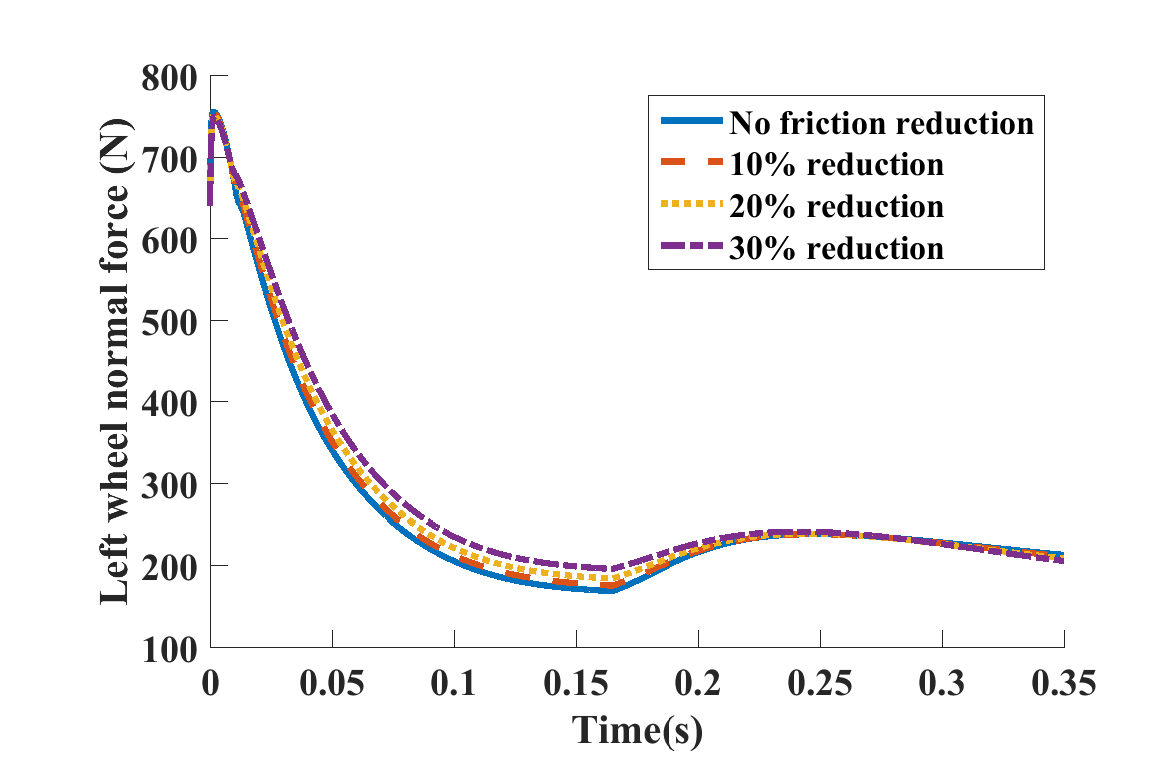 800
700
600
500
400
300
200
100
0
0.05
0.1
0.15
0.2
0.25
0.3
0.35
Left wheel normal force (N)
Time(s)
No friction reduction
10% reduction
20% reduction
30% reduction